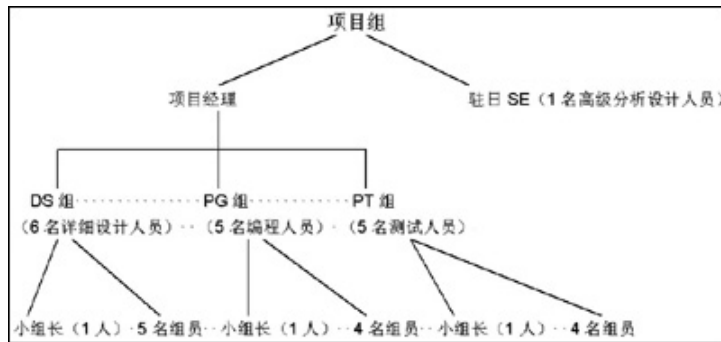 项目组
项目经理 驻日 SE（1 名高级分析设计人员）
DS 组 PG 组 PT 组
（6 名详细设计人员）（5 名编程人员）（5 名测试人员）
小组长（1 人） 5 名组员 小组长（1 人） 4 名组员 小组长（1 人） 4 名组员